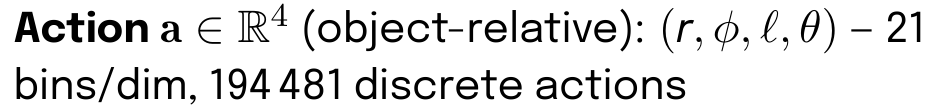 Action a ∈ ℝ⁴ (object-relative): (r, ϕ, ℓ, θ) – 21
bins/dim, 194 481 discrete actions